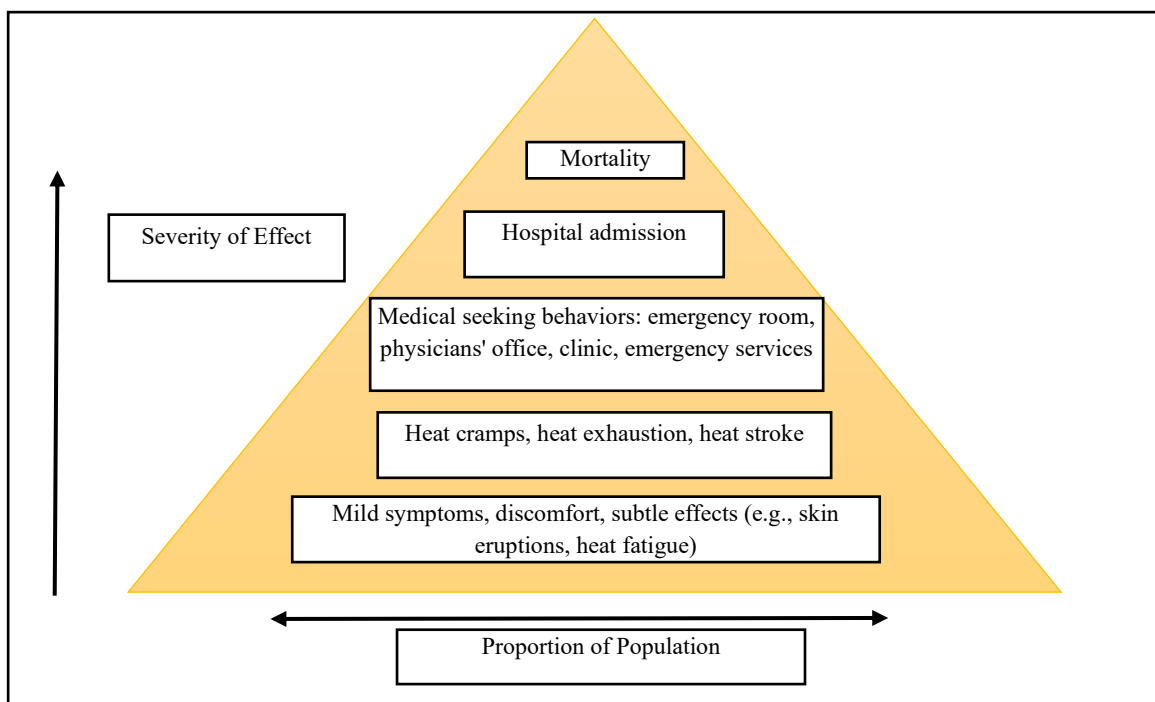 Mortality
Severity of Effect
Hospital admission
Medical seeking behaviors: emergency room,
physicians' office, clinic, emergency services
Heat cramps, heat exhaustion, heat stroke
Mild symptoms, discomfort, subtle effects (e.g., skin
eruptions, heat fatigue)
Proportion of Population